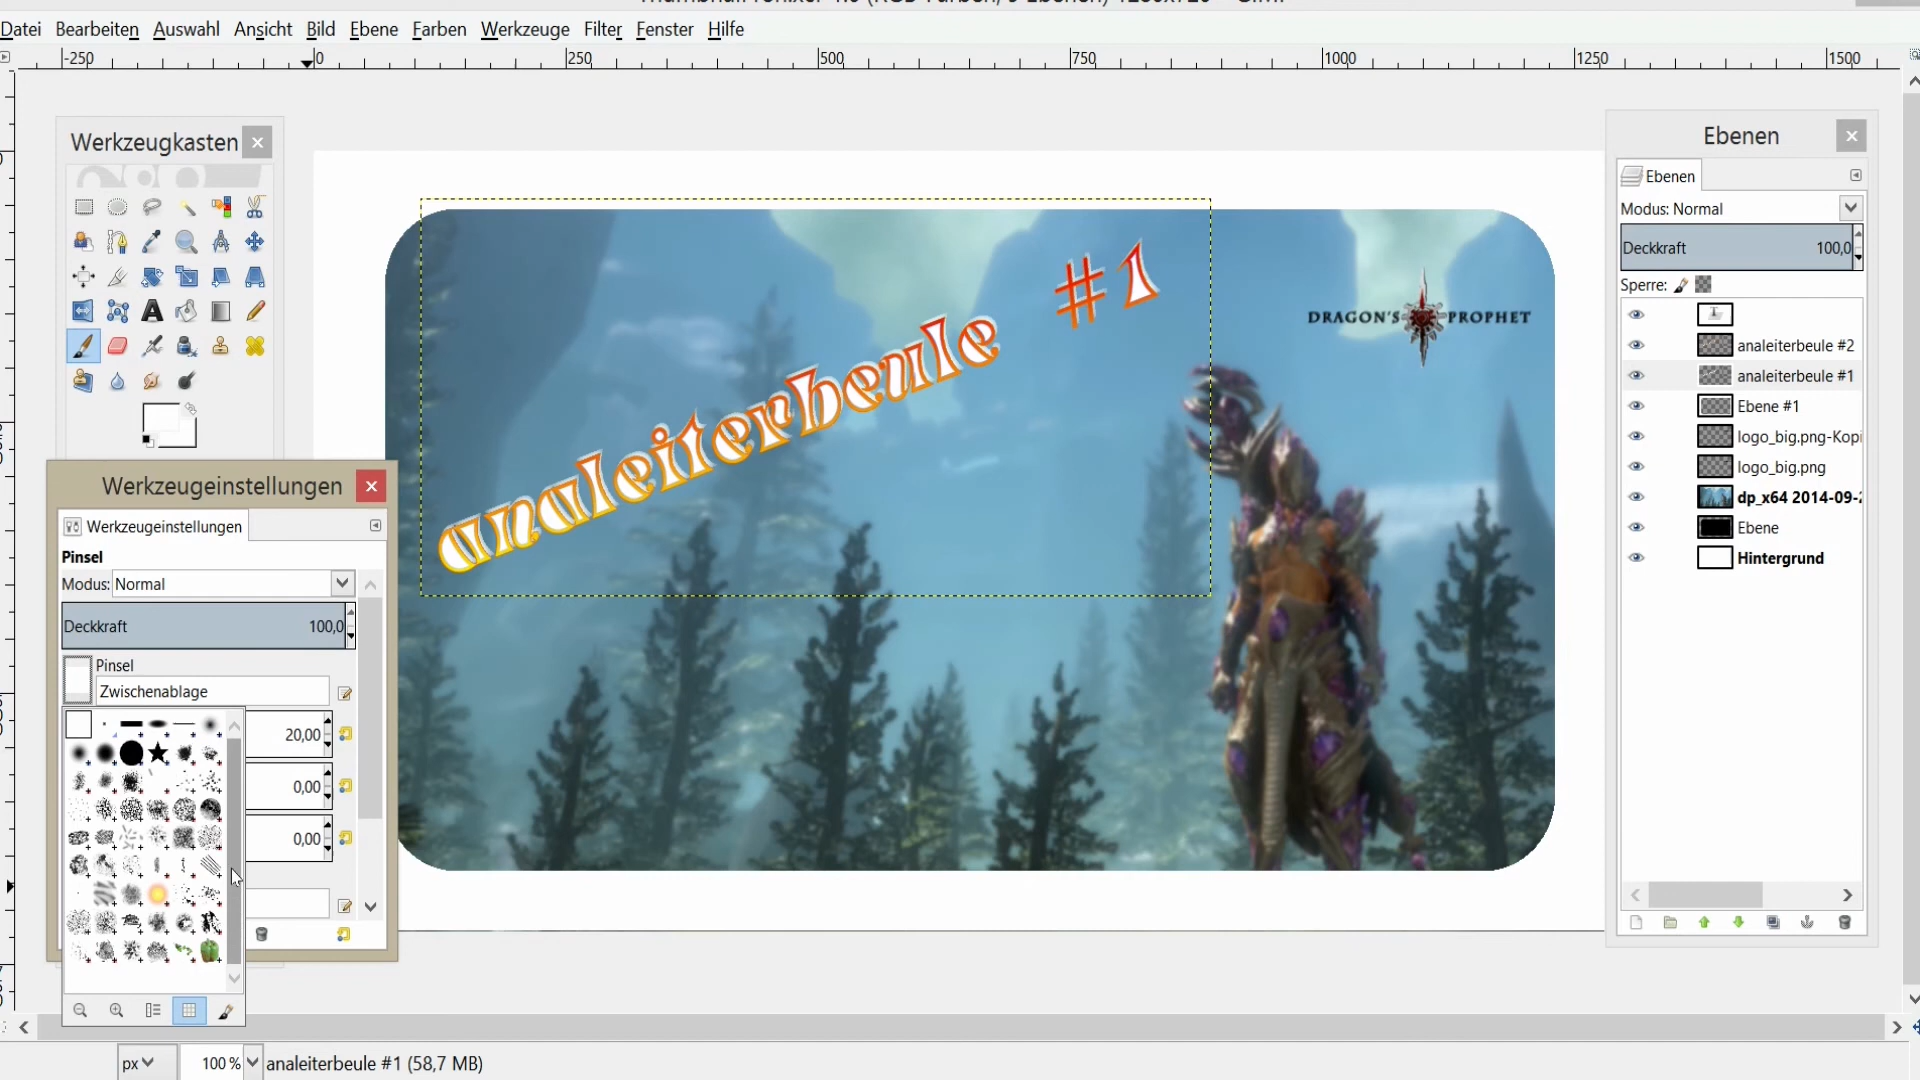 Datei Bearbeiten Auswahl Ansicht Bild Ebene Farben Werkzeuge Filter Fenster Hilfe
-250 0 250 500 750 1000 1250 1500
Werkzeugkasten
Werkzeugeinstellungen
Werkzeugeinstellungen
Pinsel
Modus: Normal
Deckkraft 100,0
Pinsel
Zwischenablage
20,00
0,00
0,00
analeiterbeule #1
DRAGON'S PROPHET
Ebenen
Ebenen
Modus: Normal
Deckkraft 100,0
Sperre:
analeiterbeule #2
analeiterbeule #1
Ebene #1
logo_big.png-Kopi
logo_big.png
dp_x64 2014-09-2
Ebene
Hintergrund
px 100 % analeiterbeule #1 (58,7 MB)